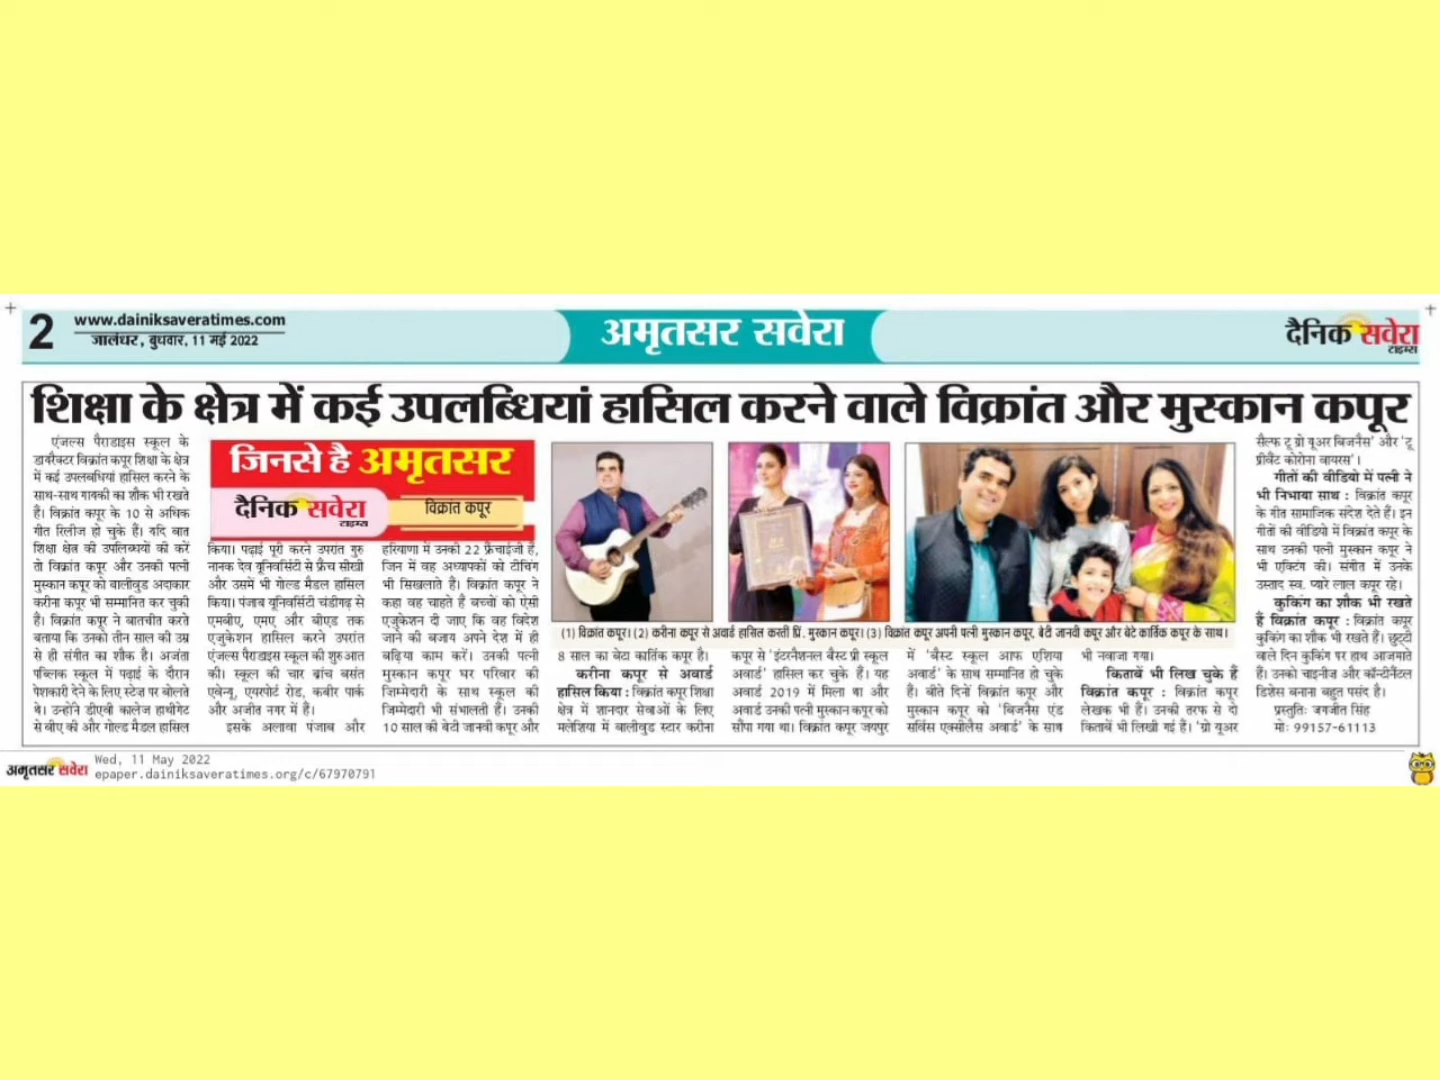 2
www.dainiksaveratimes.com
जालंधर, बुधवार, 11 मई 2022
अमृतसर सवेरा
दैनिक सवेरा
टाइम्स
शिक्षा के क्षेत्र में कई उपलब्धियां हासिल करने वाले विक्रांत और मुस्कान कपूर
एंजल्स पैराडाइस स्कूल के
डायरैक्टर विक्रांत कपूर शिक्षा के क्षेत्र
में कई उपलबधियां हासिल करने के
साथ-साथ गायकी का शौक भी रखते
हैं। विक्रांत कपूर के 10 से अधिक
गीत रिलीज हो चुके हैं। यदि बात
शिक्षा क्षेत्र की उपलिब्धयों की करें
तो विक्रांत कपूर और उनकी पत्नी
मुस्कान कपूर को बालीवुड अदाकार
करीना कपूर भी सम्मानित कर चुकी
हैं। विक्रांत कपूर ने बातचीत करते
बताया कि उनको तीन साल की उम्र
से ही संगीत का शौक है। अजंता
पब्लिक स्कूल में पढ़ाई के दौरान
पेशकारी देने के लिए स्टेज पर बोलते
थे। उन्होंने डीएवी कालेज हाथीगेट
से बीए की और गोल्ड मैडल हासिल
जिनसे है अमृतसर
दैनिक सवेरा
टाइम्स
विक्रांत कपूर
किया। पढ़ाई पूरी करने उपरांत गुरु
नानक देव यूनिवर्सिटी से फ्रैंच सीखी
और उसमें भी गोल्ड मैडल हासिल
किया। पंजाब यूनिवर्सिटी चंडीगढ़ से
एमबीए, एमए और बीएड तक
एजुकेशन हासिल करने उपरांत
एंजल्स पैराडाइस स्कूल की शुरुआत
की। स्कूल की चार ब्रांच बसंत
एवेन्यू, एयरपोर्ट रोड, कबीर पार्क
और अजीत नगर में हैं।
इसके अलावा पंजाब और
हरियाणा में उनकी 22 फ्रैंचाईजी हैं,
जिन में वह अध्यापकों को टीचिंग
भी सिखलाते हैं। विक्रांत कपूर ने
कहा वह चाहते हैं बच्चों को ऐसी
एजुकेशन दी जाए कि वह विदेश
जाने की बजाय अपने देश में ही
बढ़िया काम करें। उनकी पत्नी
मुस्कान कपूर घर परिवार की
जिम्मेदारी के साथ स्कूल की
जिम्मेदारी भी संभालती हैं। उनकी
10 साल की बेटी जानवी कपूर और
(1) विक्रांत कपूर। (2) करीना कपूर से अवार्ड हासिल करती प्रिं. मुस्कान कपूर। (3) विक्रांत कपूर अपनी पत्नी मुस्कान कपूर, बेटी जानवी कपूर और बेटे कार्तिक कपूर के साथ।
8 साल का बेटा कार्तिक कपूर है।
करीना कपूर से अवार्ड
हासिल किया : विक्रांत कपूर शिक्षा
क्षेत्र में शानदार सेवाओं के लिए
मलेशिया में बालीवुड स्टार करीना
कपूर से 'इंटरनैशनल बैस्ट प्री स्कूल
अवार्ड' हासिल कर चुके हैं। यह
अवार्ड 2019 में मिला था और
अवार्ड उनकी पत्नी मुस्कान कपूर को
सौंपा गया था। विक्रांत कपूर जयपुर
में 'बैस्ट स्कूल आफ एशिया
अवार्ड' के साथ सम्मानित हो चुके
हैं। बीते दिनों विक्रांत कपूर और
मुस्कान कपूर को 'बिजनैस एंड
सर्विस एक्सीलैंस अवार्ड' के साथ
भी नवाजा गया।
किताबें भी लिख चुके हैं
विक्रांत कपूर : विक्रांत कपूर
लेखक भी हैं। उनकी तरफ से दो
किताबें भी लिखी गई हैं। 'ग्रो यूअर
सैल्फ टू ग्रो यूअर बिजनैस' और 'टू
प्रीवैंट कोरोना वायरस'।
गीतों की वीडियो में पत्नी ने
भी निभाया साथ : विक्रांत कपूर
के गीत सामाजिक संदेश देते हैं। इन
गीतों की वीडियो में विक्रांत कपूर के
साथ उनकी पत्नी मुस्कान कपूर ने
भी एक्टिंग की। संगीत में उनके
उस्ताद स्व. प्यारे लाल कपूर रहे।
कुकिंग का शौक भी रखते
हैं विक्रांत कपूर : विक्रांत कपूर
कुकिंग का शौक भी रखते हैं। छुट्टी
वाले दिन कुकिंग पर हाथ आजमाते
हैं। उनको चाइनीज और कॉन्टीनैंटल
डिशेस बनाना बहुत पसंद है।
प्रस्तुतिः जगजीत सिंह
मोः 99157-61113
अमृतसर सवेरा
Wed, 11 May 2022
epaper.dainiksaveratimes.org/c/67970791